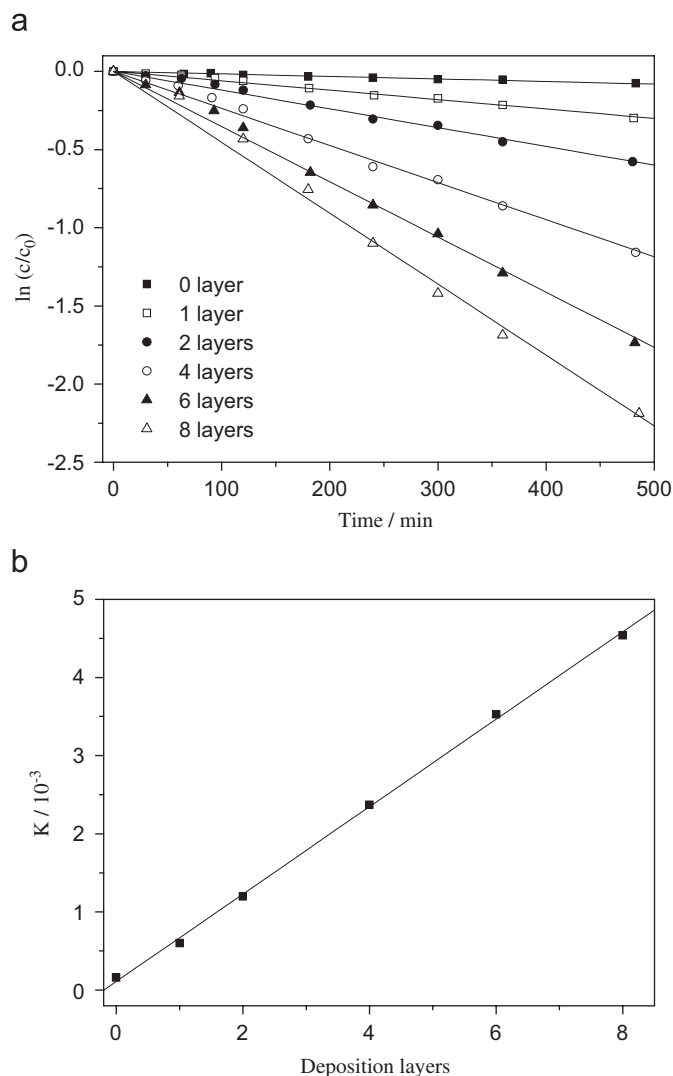 a
0.0
-0.5
-1.0
-1.5
-2.0
-2.5
ln (c/c0)
0 layer
1 layer
2 layers
4 layers
6 layers
8 layers
0 100 200 300 400 500
Time / min
b
5
4
3
2
1
0
K / 10-3
0 2 4 6 8
Deposition layers